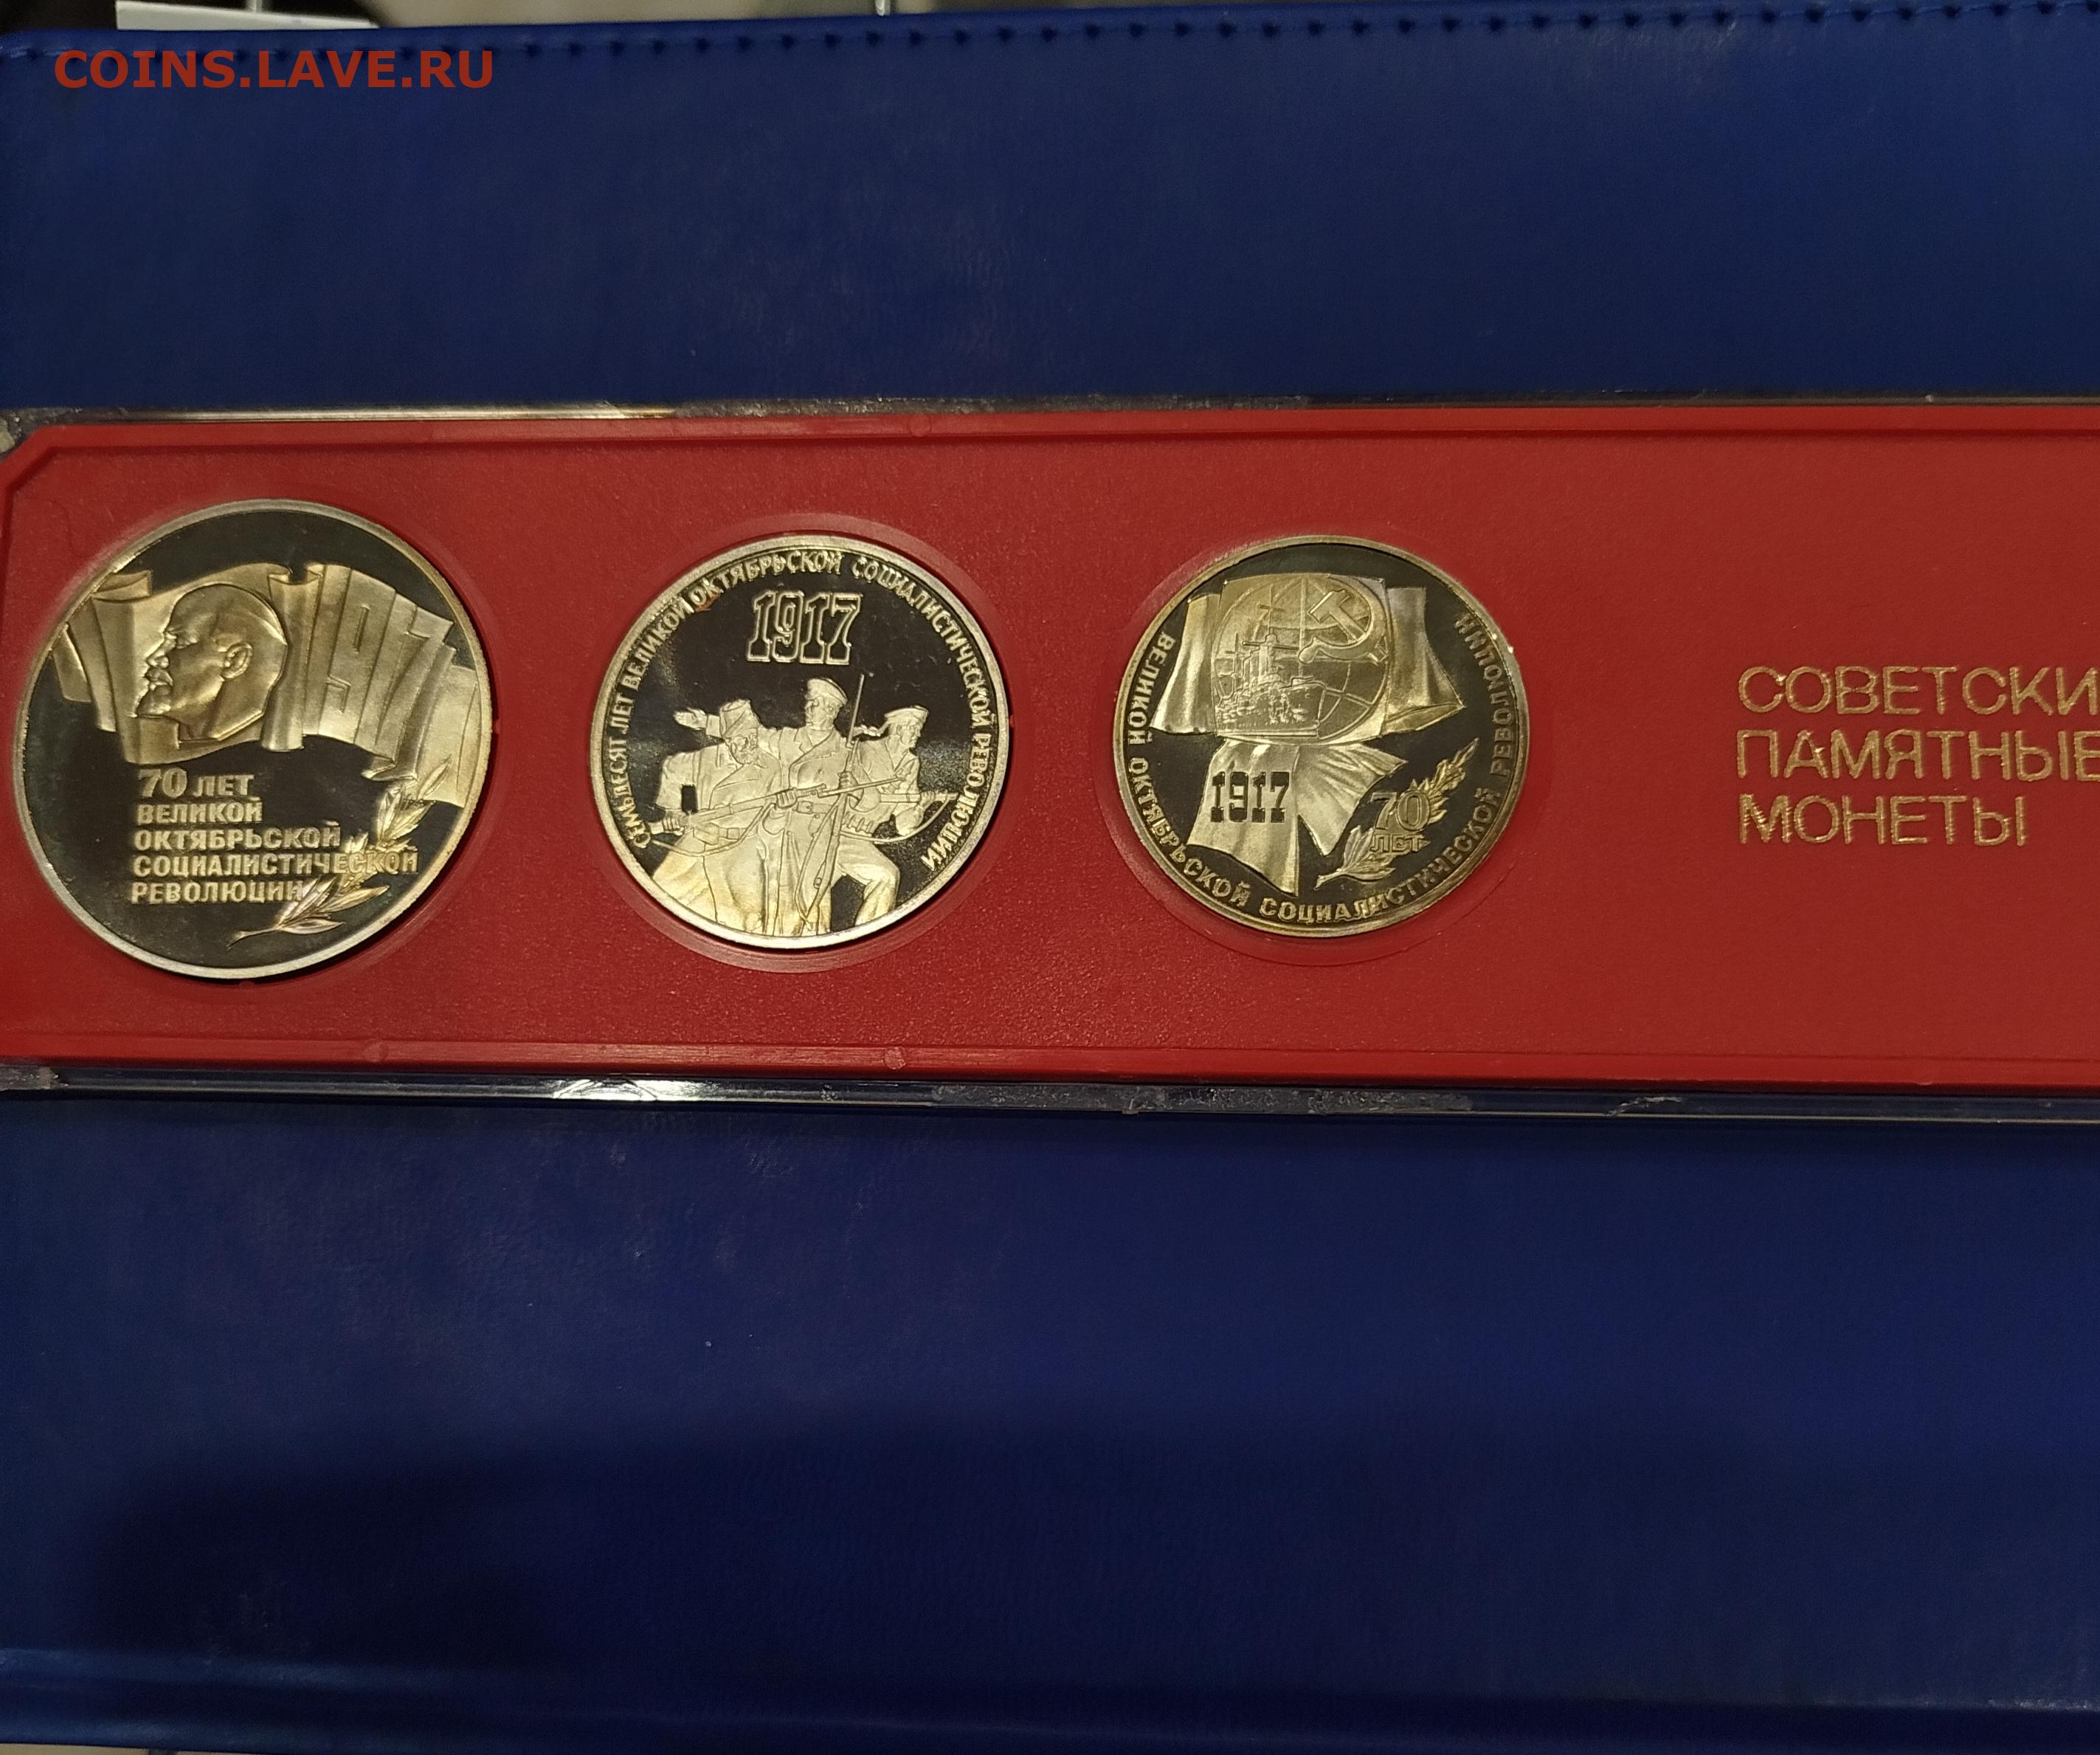 COINS.LAVE.RU
1917
70 ЛЕТ
ВЕЛИКОЙ
ОКТЯБРЬСКОЙ
СОЦИАЛИСТИЧЕСКОЙ
РЕВОЛЮЦИИ
СЕМЬДЕСЯТ ЛЕТ ВЕЛИКОЙ ОКТЯБРЬСКОЙ СОЦИАЛИСТИЧЕСКОЙ РЕВОЛЮЦИИ
1917
ВЕЛИКОЙ ОКТЯБРЬСКОЙ СОЦИАЛИСТИЧЕСКОЙ РЕВОЛЮЦИИ
1917
70
ЛЕТ
СОВЕТСКИ
ПАМЯТНЫЕ
МОНЕТЫ